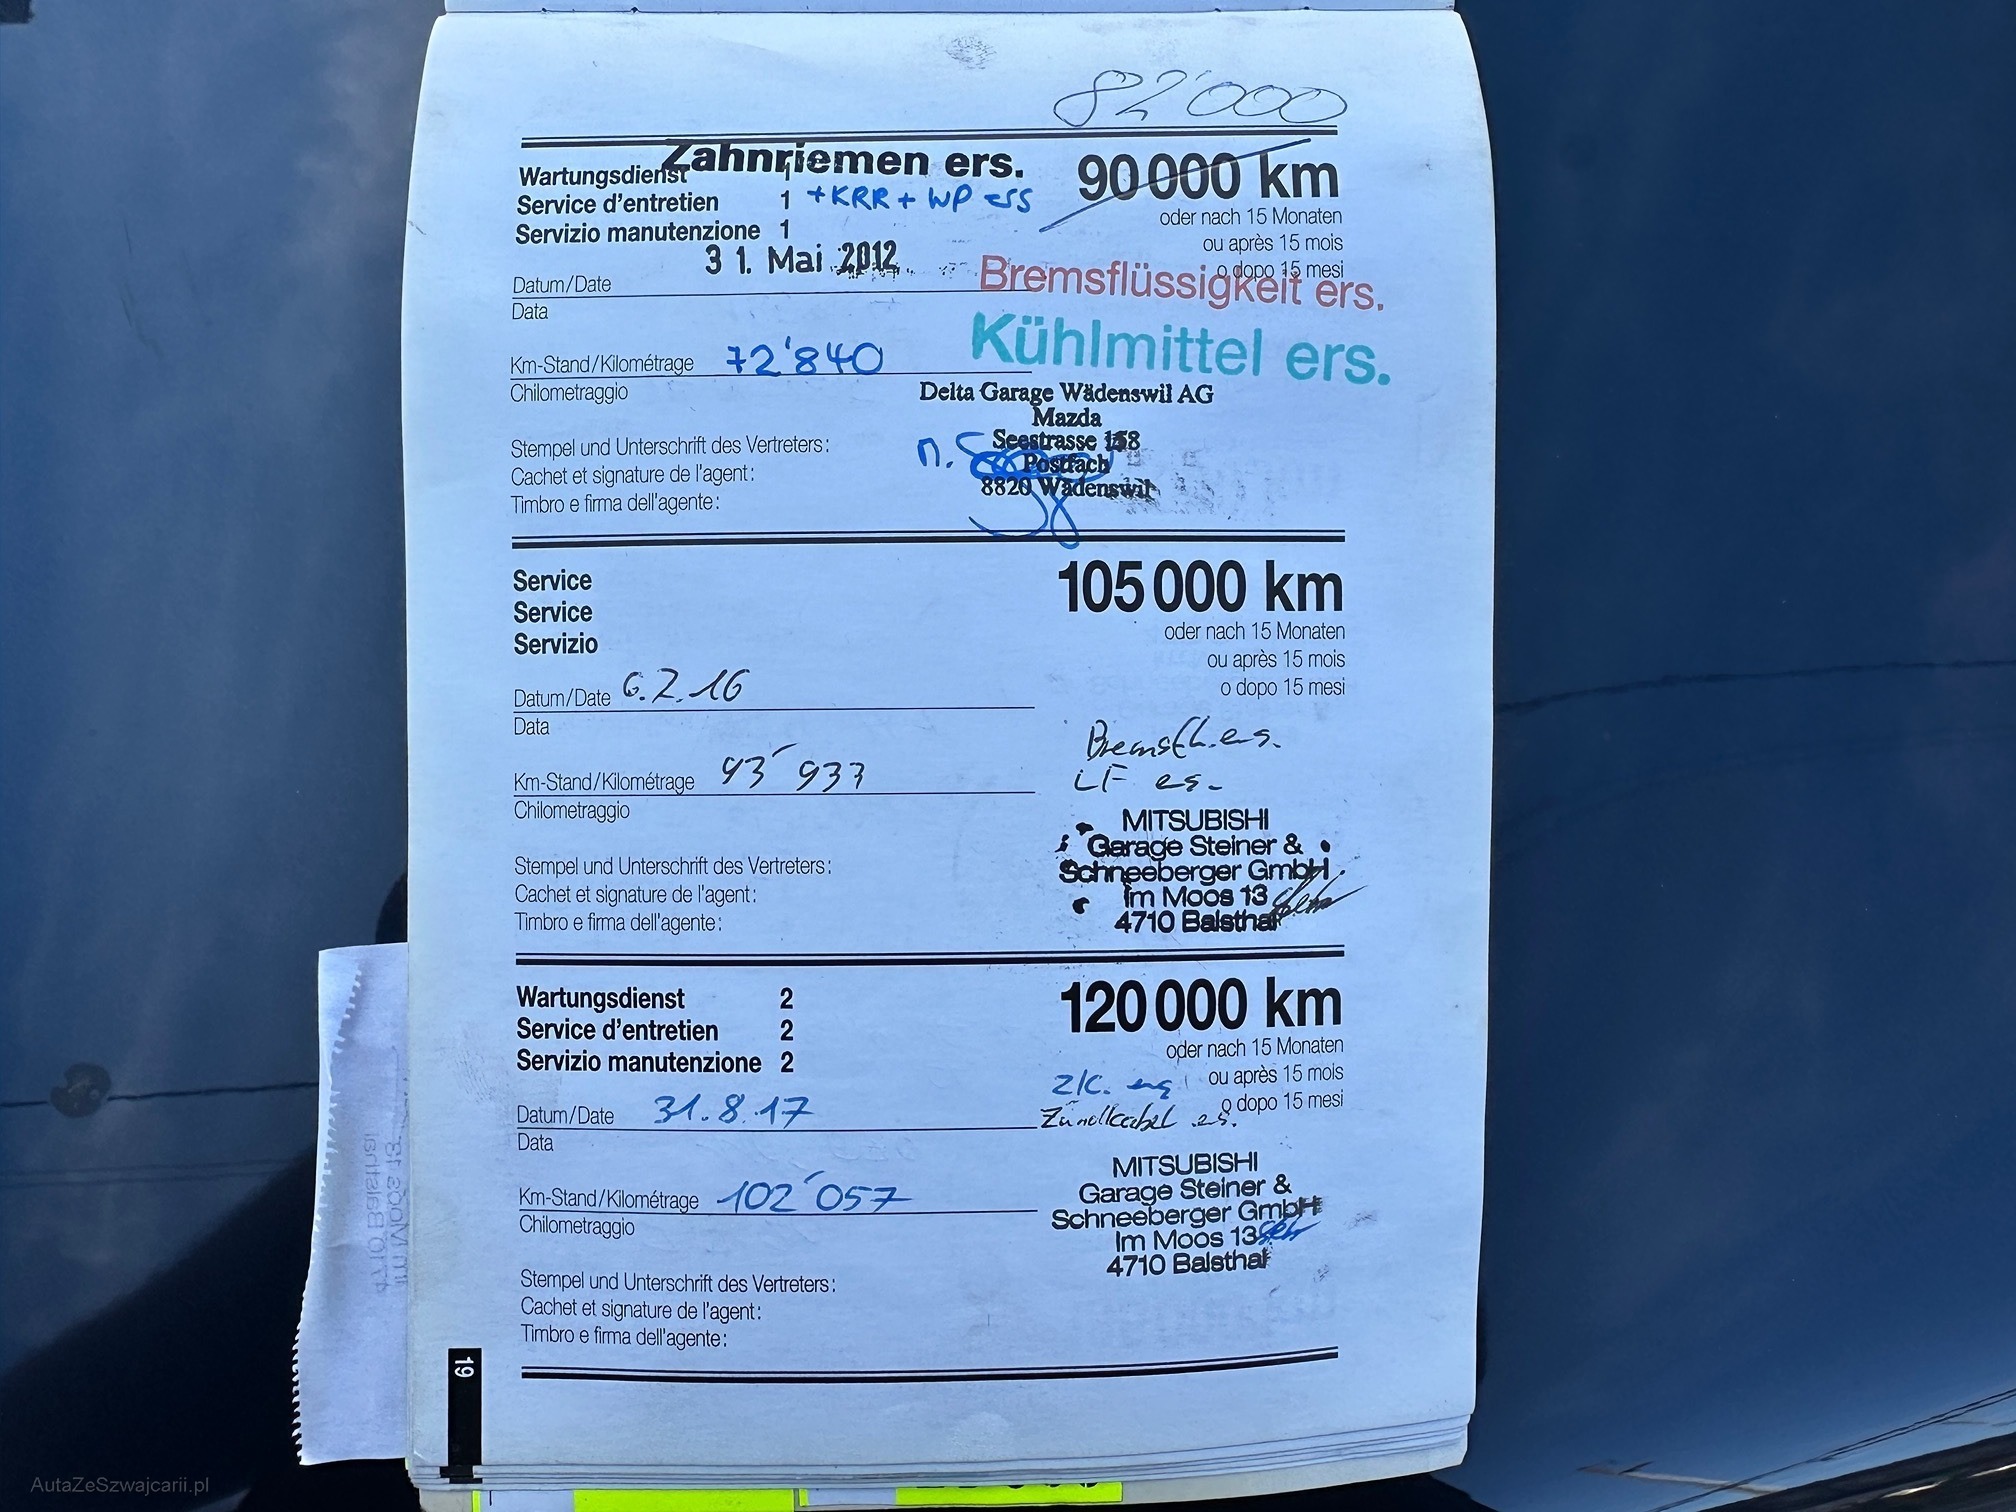 82'000
Zahnriemen ers.
Wartungsdienst 1
90 000 km
Service d'entretien 1 + KRR + WP ers
oder nach 15 Monaten
Servizio manutenzione 1
ou après 15 mois
31. Mai 2012
o dopo 15 mesi
Datum/Date
Bremsflüssigkeit ers.
Data
Kühlmittel ers.
Km-Stand/Kilométrage 72'840
Chilometraggio
Delta Garage Wädenswil AG
Mazda
Seestrasse 158
Postfach
8820 Wädenswil
Stempel und Unterschrift des Vertreters:
Cachet et signature de l'agent:
Timbro e firma dell'agente:
Service
105 000 km
Service
Servizio
oder nach 15 Monaten
ou après 15 mois
o dopo 15 mesi
Datum/Date 6.7.16
Data
Bremsfl. ers.
LF ers.
Km-Stand/Kilométrage 93'933
Chilometraggio
MITSUBISHI
Garage Steiner &
Schneeberger GmbH
Im Moos 13
4710 Balsthal
Stempel und Unterschrift des Vertreters:
Cachet et signature de l'agent:
Timbro e firma dell'agente:
Wartungsdienst 2
120 000 km
Service d'entretien 2
Servizio manutenzione 2
oder nach 15 Monaten
ou après 15 mois
o dopo 15 mesi
Z/K. ers
Datum/Date 31.8.17
Zündkabel ers.
Data
Km-Stand/Kilométrage 102'057
Chilometraggio
MITSUBISHI
Garage Steiner &
Schneeberger GmbH
Im Moos 13
4710 Balsthal
Stempel und Unterschrift des Vertreters:
Cachet et signature de l'agent:
Timbro e firma dell'agente:
19
AutaZeSzwajcarii.pl